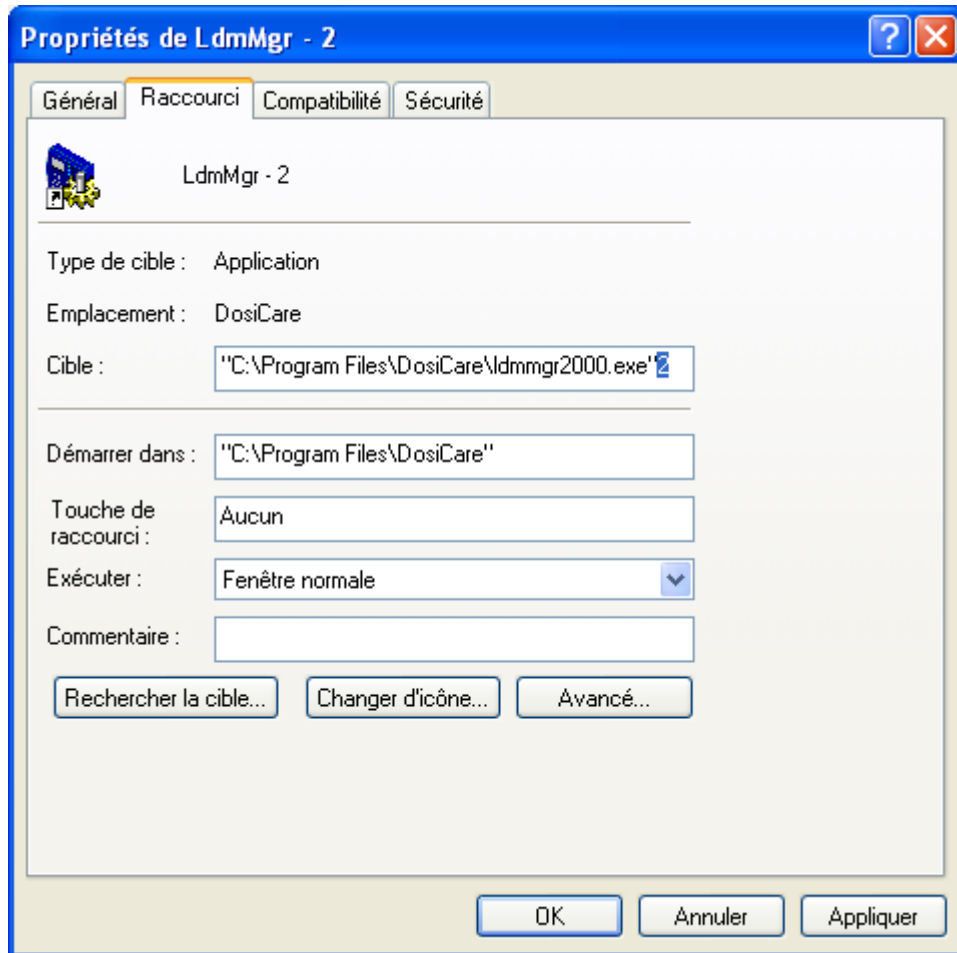 Propriétés de LdmMgr - 2
Général Raccourci Compatibilité Sécurité
LdmMgr - 2
Type de cible : Application
Emplacement : DosiCare
Cible : "C:\Program Files\DosiCare\ldmmgr2000.exe" 2
Démarrer dans : "C:\Program Files\DosiCare"
Touche de raccourci : Aucun
Exécuter : Fenêtre normale
Commentaire :
Rechercher la cible... Changer d'icône... Avancé...
OK Annuler Appliquer